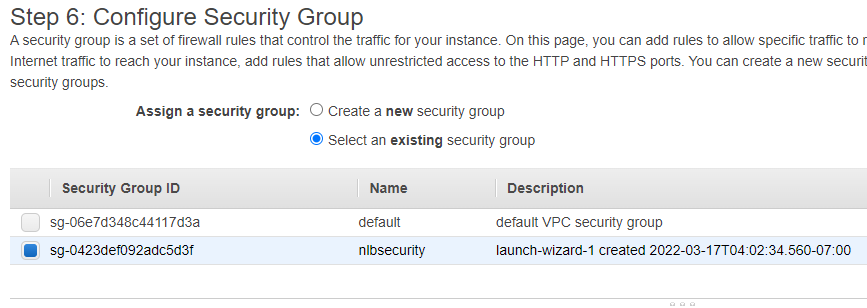 Step 6: Configure Security Group
A security group is a set of firewall rules that control the traffic for your instance. On this page, you can add rules to allow specific traffic to
Internet traffic to reach your instance, add rules that allow unrestricted access to the HTTP and HTTPS ports. You can create a new
security groups.
Assign a security group: Create a new security group
Select an existing security group
Security Group ID Name Description
sg-06e7d348c44117d3a default default VPC security group
sg-0423def092adc5d3f nlbsecurity launch-wizard-1 created 2022-03-17T04:02:34.560-07:00